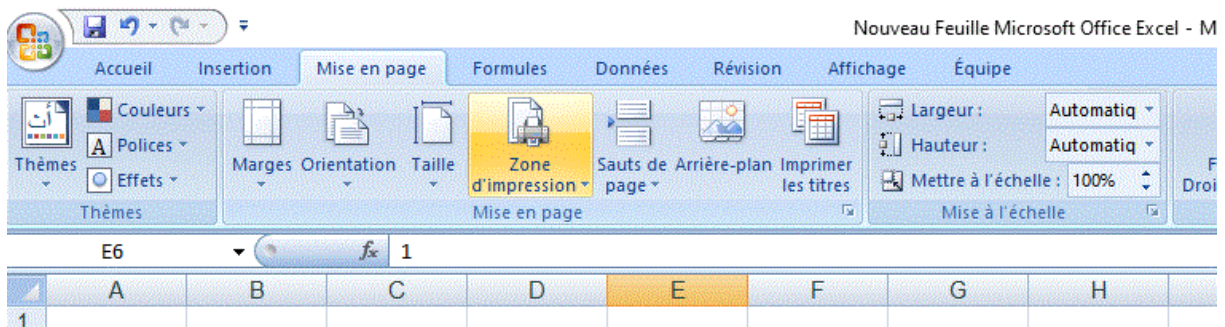 Nouveau Feuille Microsoft Office Excel - M
Accueil Insertion Mise en page Formules Données Révision Affichage Équipe
Thèmes
Couleurs
Polices
Effets
Marges
Orientation
Taille
Zone
d'impression
Sauts de
page
Arrière-plan
Imprimer
les titres
Largeur : Automatiq
Hauteur : Automatiq
Mettre à l'échelle : 100%
F
Droi
Thèmes Mise en page Mise à l'échelle
E6 fx 1
A B C D E F G H
1